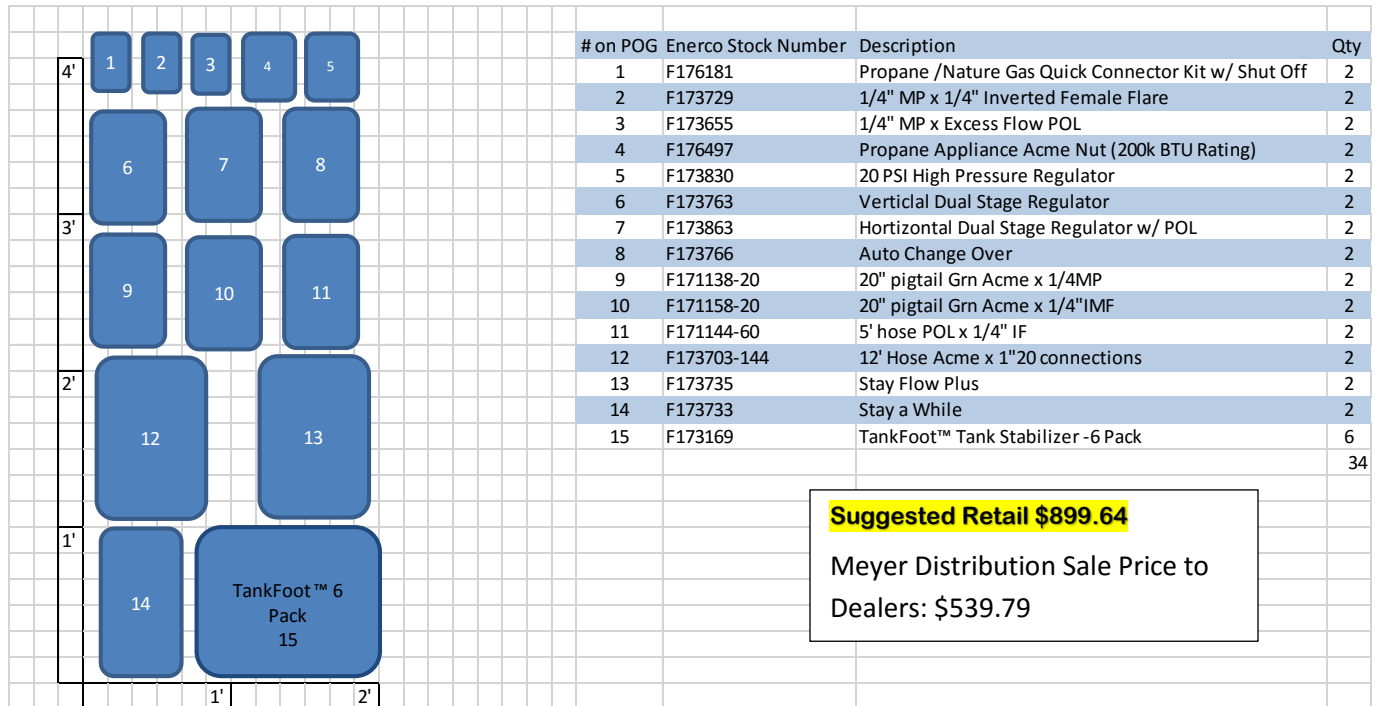 4'
1 2 3 4 5
6 7 8
3'
9 10 11
2'
12 13
1'
14
TankFoot™ 6
Pack
15
1' 2'
# on POG Enerco Stock Number Description Qty
1 F176181 Propane /Nature Gas Quick Connector Kit w/ Shut Off 2
2 F173729 1/4" MP x 1/4" Inverted Female Flare 2
3 F173655 1/4" MP x Excess Flow POL 2
4 F176497 Propane Appliance Acme Nut (200k BTU Rating) 2
5 F173830 20 PSI High Pressure Regulator 2
6 F173763 Verticlal Dual Stage Regulator 2
7 F173863 Hortizontal Dual Stage Regulator w/ POL 2
8 F173766 Auto Change Over 2
9 F171138-20 20" pigtail Grn Acme x 1/4MP 2
10 F171158-20 20" pigtail Grn Acme x 1/4"IMF 2
11 F171144-60 5' hose POL x 1/4" IF 2
12 F173703-144 12' Hose Acme x 1"20 connections 2
13 F173735 Stay Flow Plus 2
14 F173733 Stay a While 2
15 F173169 TankFoot™ Tank Stabilizer -6 Pack 6
34
Suggested Retail $899.64
Meyer Distribution Sale Price to
Dealers: $539.79